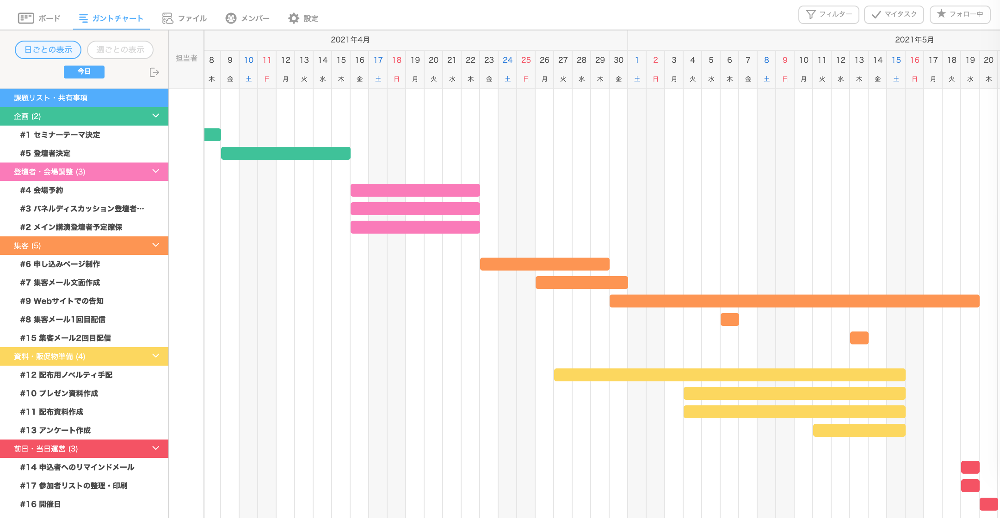 ボード ガントチャート ファイル メンバー 設定 フィルター マイタスク フォロー中
日ごとの表示 週ごとの表示
今日
担当者
2021年4月 2021年5月
8 9 10 11 12 13 14 15 16 17 18 19 20 21 22 23 24 25 26 27 28 29 30 1 2 3 4 5 6 7 8 9 10 11 12 13 14 15 16 17 18 19 20
木 金 土 日 月 火 水 木 金 土 日 月 火 水 木 金 土 日 月 火 水 木 金 土 日 月 火 水 木 金 土 日 月 火 水 木 金 土 日 月 火 水 木
課題リスト・共有事項
企画 (2)
#1 セミナーテーマ決定
#5 登壇者決定
登壇者・会場調整 (3)
#4 会場予約
#3 パネルディスカッション登壇者…
#2 メイン講演登壇者予定確保
集客 (5)
#6 申し込みページ制作
#7 集客メール文面作成
#9 Webサイトでの告知
#8 集客メール1回目配信
#15 集客メール2回目配信
資料・販促物準備 (4)
#12 配布用ノベルティ手配
#10 プレゼン資料作成
#11 配布資料作成
#13 アンケート作成
前日・当日運営 (3)
#14 申込者へのリマインドメール
#17 参加者リストの整理・印刷
#16 開催日